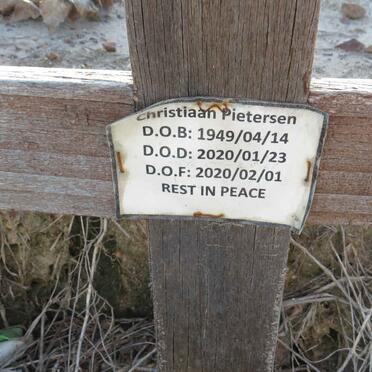 Christiaan Pietersen
D.O.B: 1949/04/14
D.O.D: 2020/01/23
D.O.F: 2020/02/01
REST IN PEACE